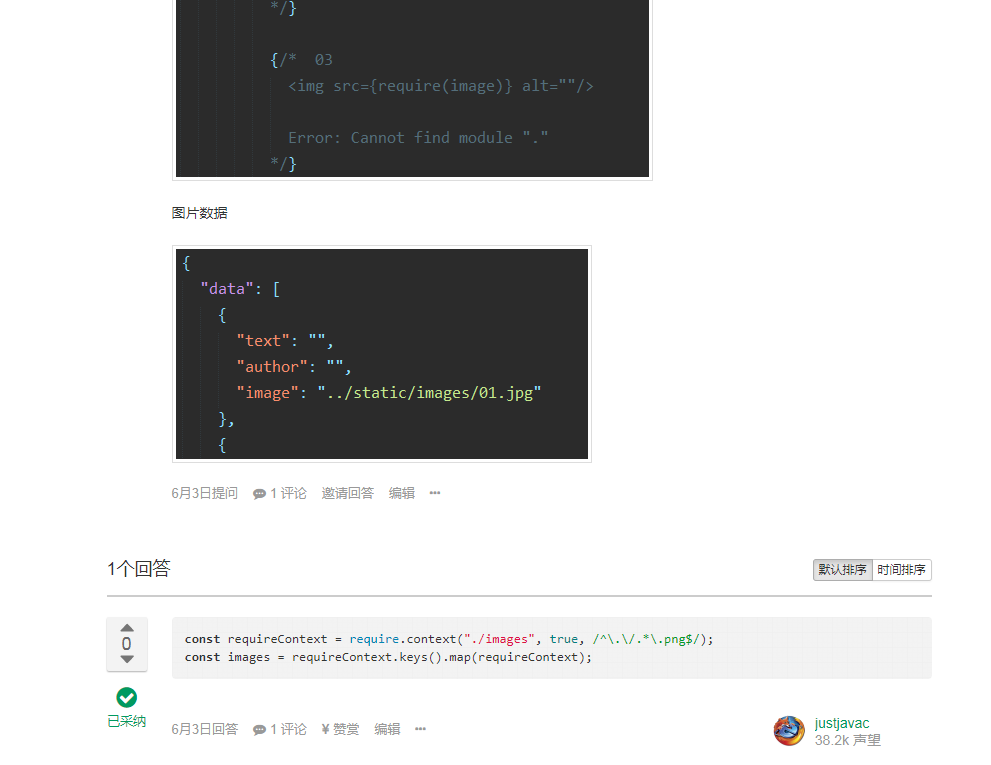 */}
{/*  03
<img src={require(image)} alt=""/>
Error: Cannot find module "."
*/}
图片数据
{
"data": [
{
"text": "",
"author": "",
"image": "../static/images/01.jpg"
},
{
6月3日提问 1 评论 邀请回答 编辑 •••
1个回答 默认排序 时间排序
0
const requireContext = require.context("./images", true, /^\.\/.*\.png$/);
const images = requireContext.keys().map(requireContext);
已采纳
6月3日回答 1 评论 ¥ 赞赏 编辑 •••
justjavac
38.2k 声望